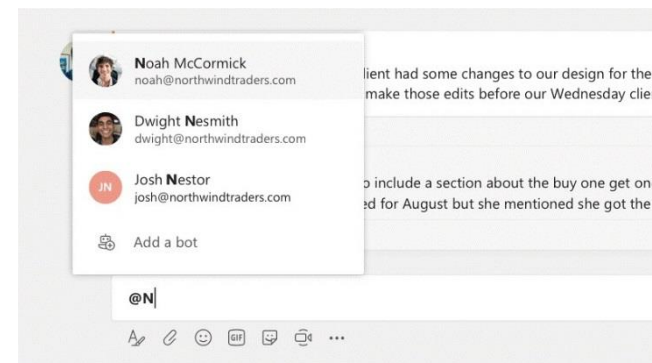 Noah McCormick
noah@northwindtraders.com
lient had some changes to our design for the
make those edits before our Wednesday clie
Dwight Nesmith
dwight@northwindtraders.com
JN
Josh Nestor
josh@northwindtraders.com
o include a section about the buy one get on
ed for August but she mentioned she got the
Add a bot
@N
GIF